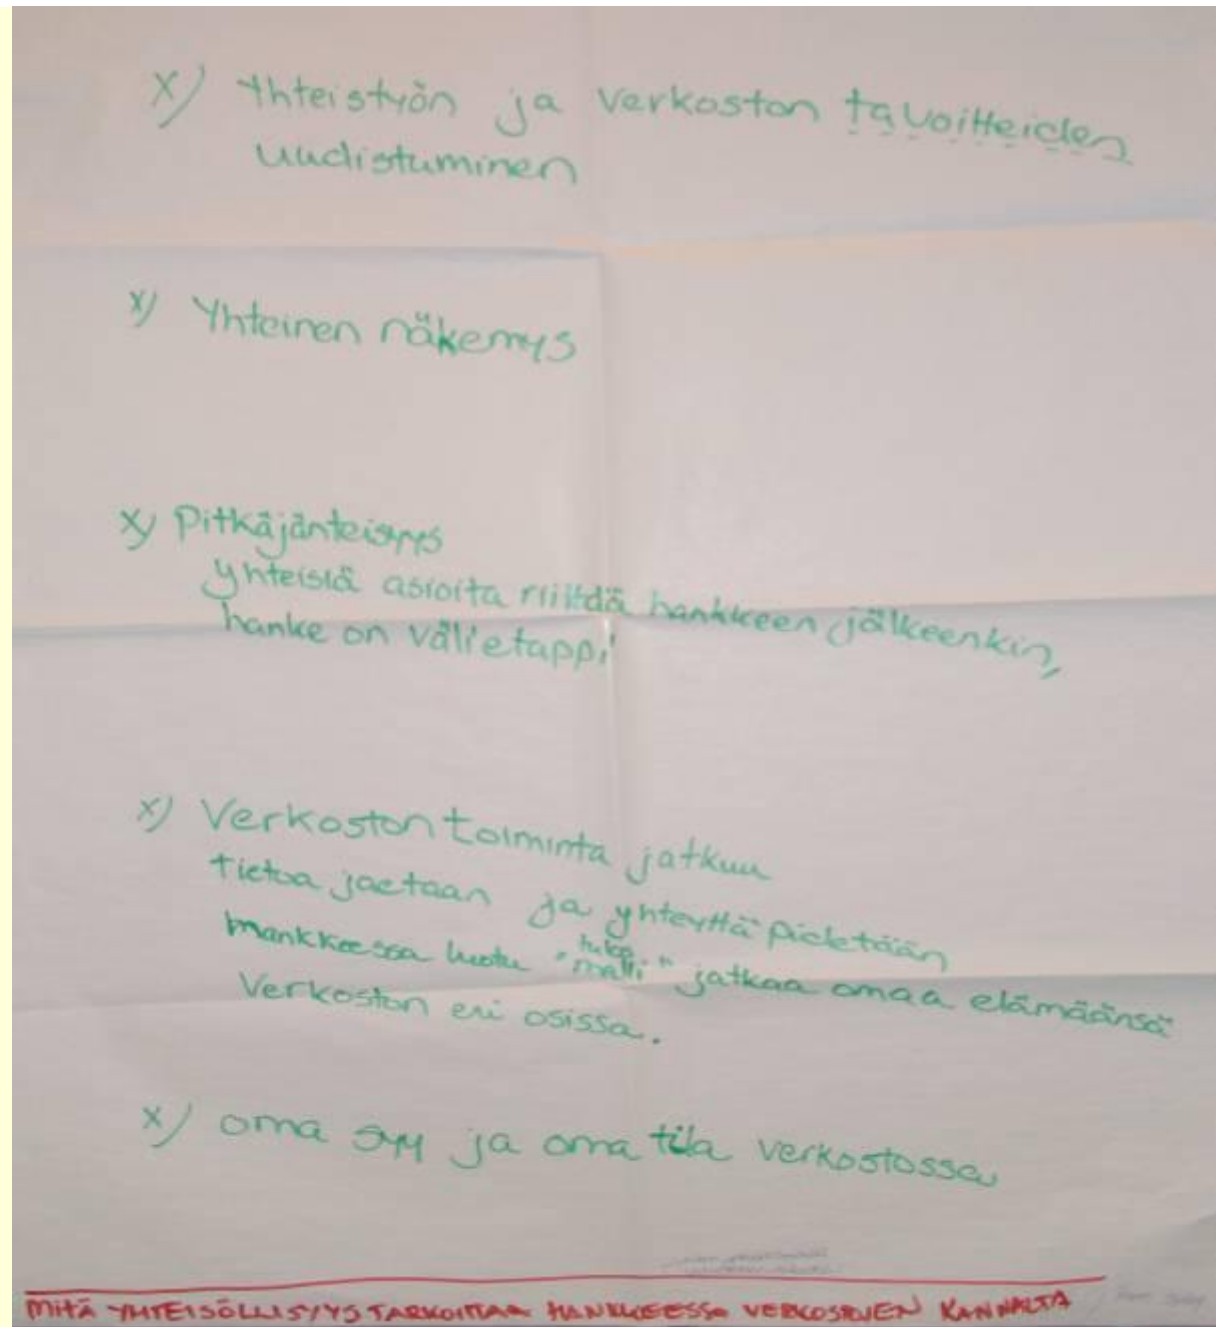 x) Yhteistyön ja verkoston tavoitteiden
uudistuminen
x) Yhteinen näkemys
x) Pitkäjänteisyys
yhteisiä asioita riittää hankkeen jälkeenkin,
hanke on välietappi!
x) Verkoston toiminta jatkuu
Tietoa jaetaan ja yhteyttä pidetään
Hankkeessa luotu "malli" jatkaa omaa elämäänsä
Verkoston eri osissa.
x) oma syy ja oma tila verkostossa
MITÄ YHTEISÖLLISYYS TARKOITTAA HANKKEESSA VERKOSTOJEN KANNALTA